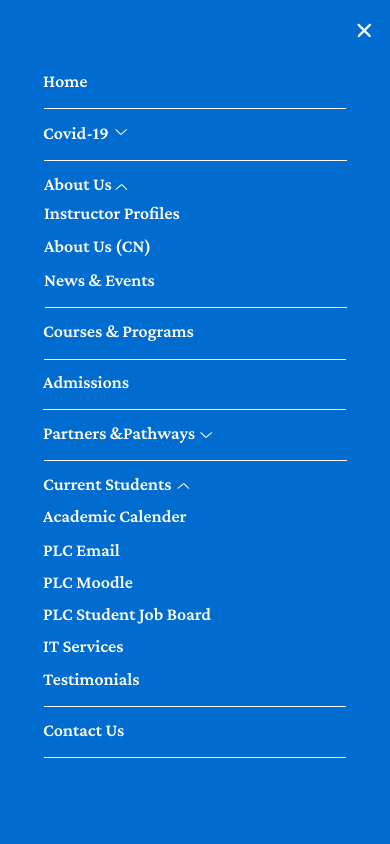 Home
Covid-19
About Us
Instructor Profiles
About Us (CN)
News & Events
Courses & Programs
Admissions
Partners &Pathways
Current Students
Academic Calender
PLC Email
PLC Moodle
PLC Student Job Board
IT Services
Testimonials
Contact Us